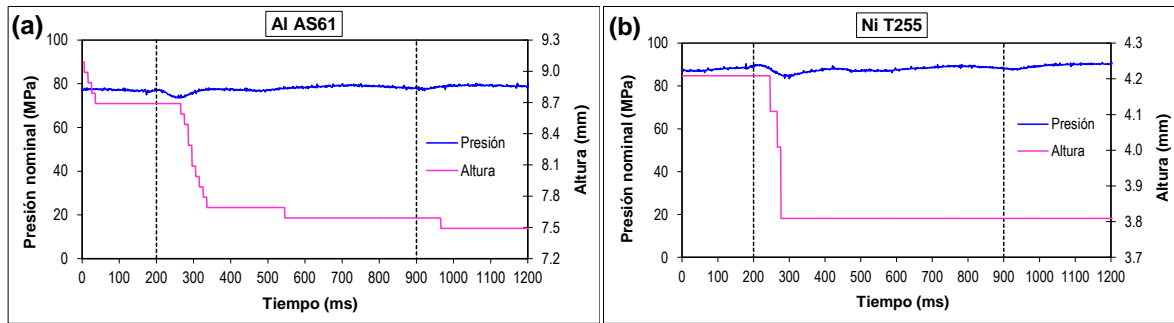 (a)
Al AS61
100
80
60
40
20
0
Presión nominal (MPa)
9.3
9.0
8.7
8.4
8.1
7.8
7.5
7.2
Altura (mm)
Presión
Altura
0 100 200 300 400 500 600 700 800 900 1000 1100 1200
Tiempo (ms)
(b)
Ni T255
100
80
60
40
20
0
Presión nominal (MPa)
4.3
4.2
4.0
3.9
3.8
3.7
Altura (mm)
Presión
Altura
0 100 200 300 400 500 600 700 800 900 1000 1100 1200
Tiempo (ms)